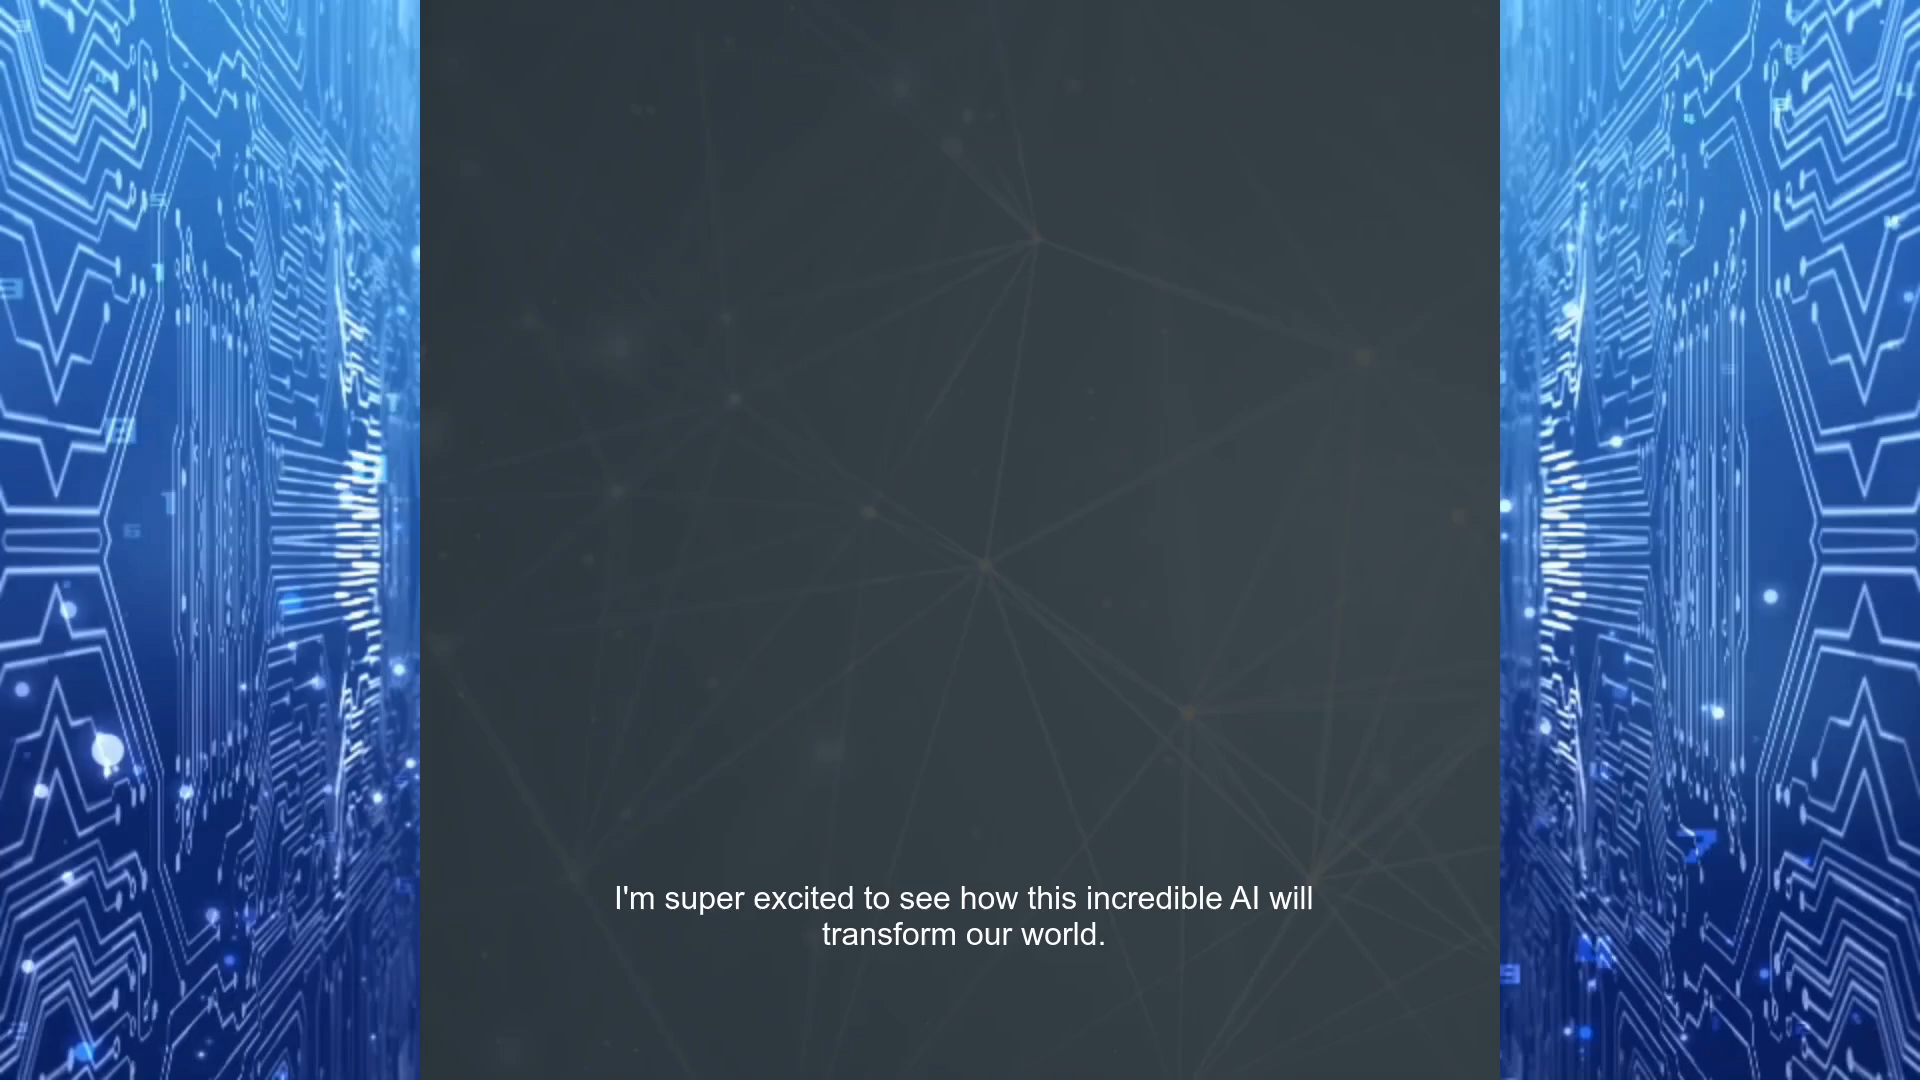 I'm super excited to see how this incredible AI will
transform our world.